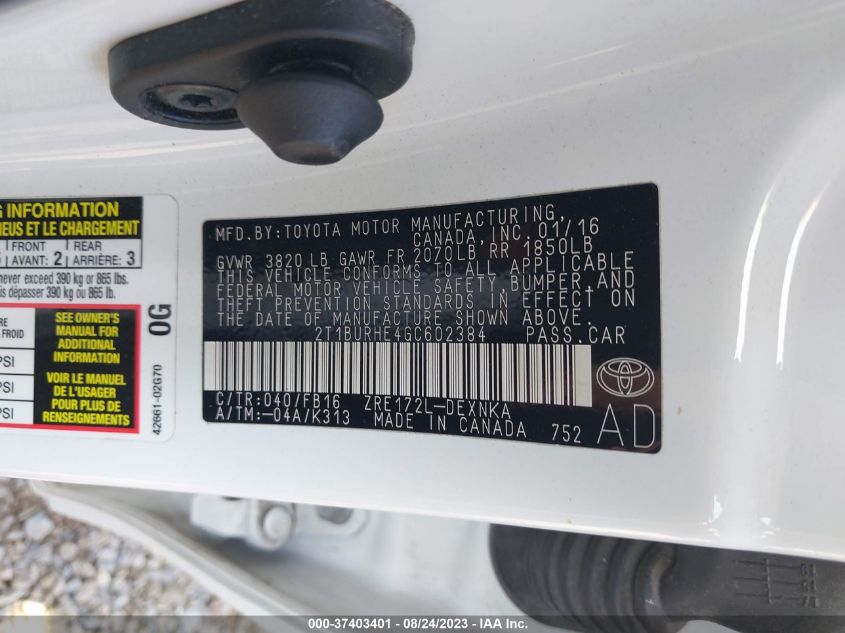 G INFORMATION
NEUS ET LE CHARGEMENT
FRONT
AVANT: 2
REAR
ARRIÈRE: 3
never exceed 390 kg or 865 lbs.
dépasser 390 kg ou 865 lb.
RE
FROID
PSI
PSI
PSI
SEE OWNER'S
MANUAL FOR
ADDITIONAL
INFORMATION
VOIR LE MANUEL
DE L'USAGER
POUR PLUS DE
RENSEIGNEMENTS
0G
42661-02G70
MFD.BY:TOYOTA MOTOR MANUFACTURING,
CANADA, INC. 01/16
GVWR 3820 LB GAWR FR 2070LB RR 1850LB
THIS VEHICLE CONFORMS TO ALL APPLICABLE
FEDERAL MOTOR VEHICLE SAFETY,BUMPER,AND
THEFT PREVENTION STANDARDS IN EFFECT ON
THE DATE OF MANUFACTURE SHOWN ABOVE.
2T1BURHE4GC602384 PASS.CAR
C/TR:040/FB16 ZRE172L-DEXNKA
A/TM:-04A/K313 MADE IN CANADA 752
AD
000-37403401 - 08/24/2023 - IAA Inc.